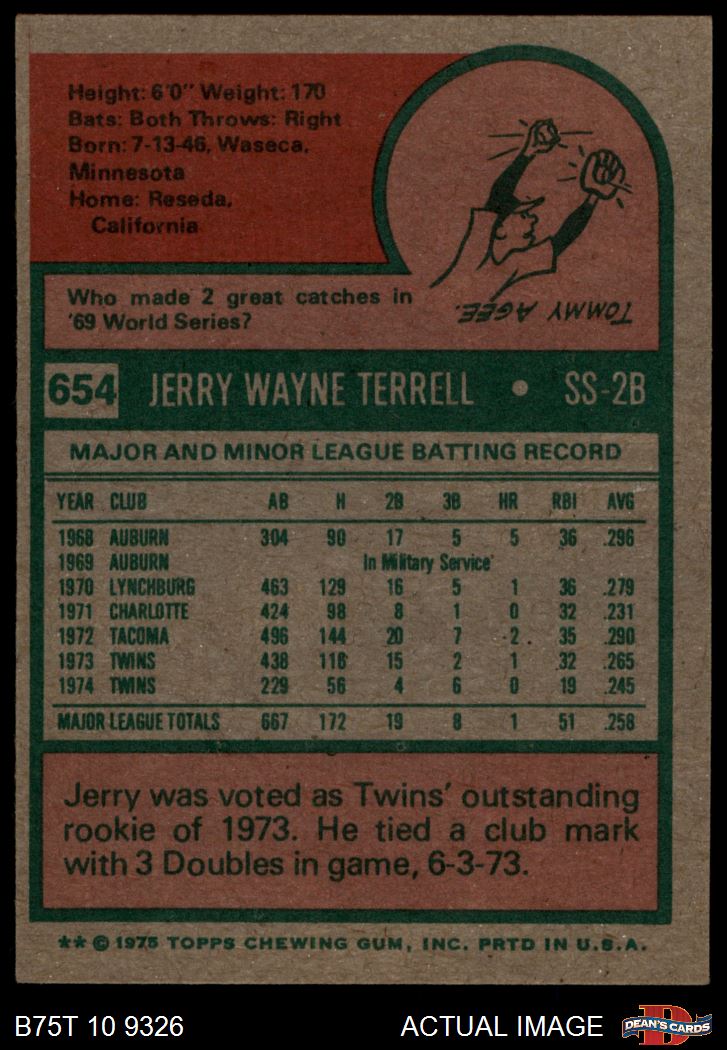 Height: 6'0" Weight: 170
Bats: Both Throws: Right
Born: 7-13-46, Waseca,
Minnesota
Home: Reseda,
California
Who made 2 great catches in
'69 World Series?
TOMMY AGEE.
654 JERRY WAYNE TERRELL • SS-2B
MAJOR AND MINOR LEAGUE BATTING RECORD
YEAR CLUB AB H 2B 3B HR RBI AVG
1968 AUBURN 304 90 17 5 5 36 .296
1969 AUBURN In Military Service
1970 LYNCHBURG 463 129 16 5 1 36 .279
1971 CHARLOTTE 424 98 8 1 0 32 .231
1972 TACOMA 496 144 20 7 2 35 .290
1973 TWINS 438 116 15 2 1 32 .265
1974 TWINS 229 56 4 6 0 19 .245
MAJOR LEAGUE TOTALS 667 172 19 8 1 51 .258
Jerry was voted as Twins' outstanding
rookie of 1973. He tied a club mark
with 3 Doubles in game, 6-3-73.
** © 1975 TOPPS CHEWING GUM, INC. PRTD IN U.S.A.
B75T 10 9326 ACTUAL IMAGE D DEAN'S CARDS